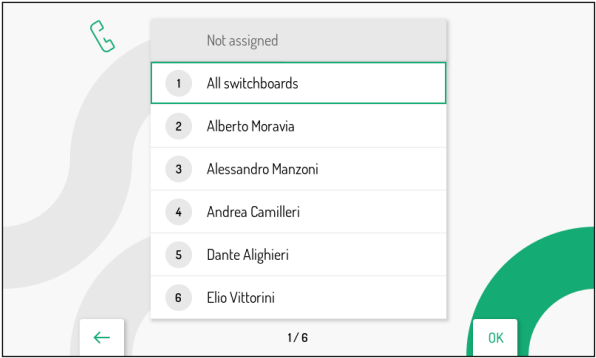 Not assigned
1 All switchboards
2 Alberto Moravia
3 Alessandro Manzoni
4 Andrea Camilleri
5 Dante Alighieri
6 Elio Vittorini
1 / 6
OK